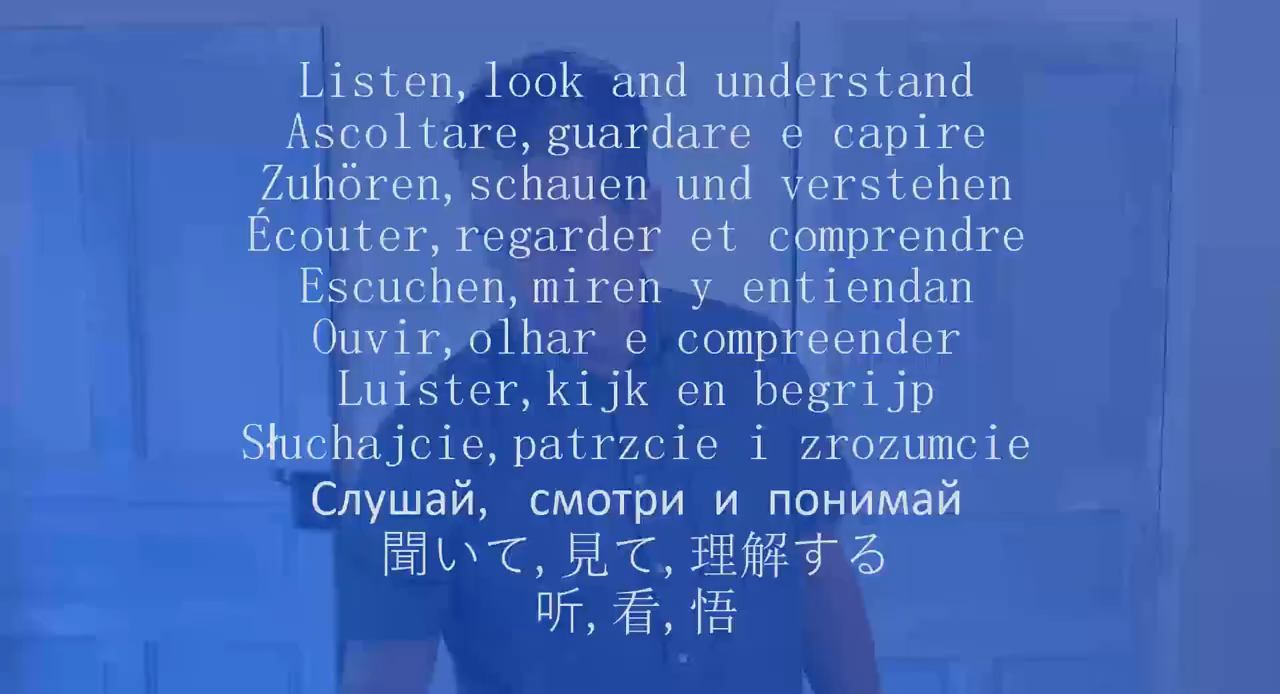 Listen, look and understand
Ascoltare, guardare e capire
Zuhören, schauen und verstehen
Écouter, regarder et comprendre
Escuchen, miren y entiendan
Ouvir, olhar e compreender
Luister, kijk en begrijp
Słuchajcie, patrzcie i zrozumcie
Слушай, смотри и понимай
聞いて, 見て, 理解する
听, 看, 悟